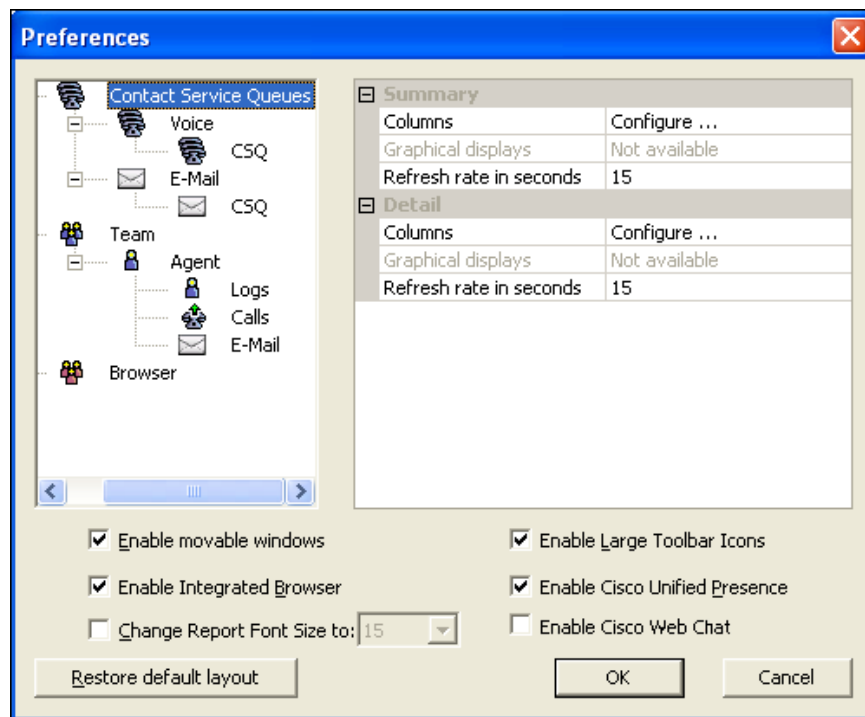 Preferences
Contact Service Queues
Voice
CSQ
E-Mail
CSQ
Team
Agent
Logs
Calls
E-Mail
Browser
Summary
Columns Configure ...
Graphical displays Not available
Refresh rate in seconds 15
Detail
Columns Configure ...
Graphical displays Not available
Refresh rate in seconds 15
Enable movable windows
Enable Large Toolbar Icons
Enable Integrated Browser
Enable Cisco Unified Presence
Change Report Font Size to: 15
Enable Cisco Web Chat
Restore default layout
OK
Cancel